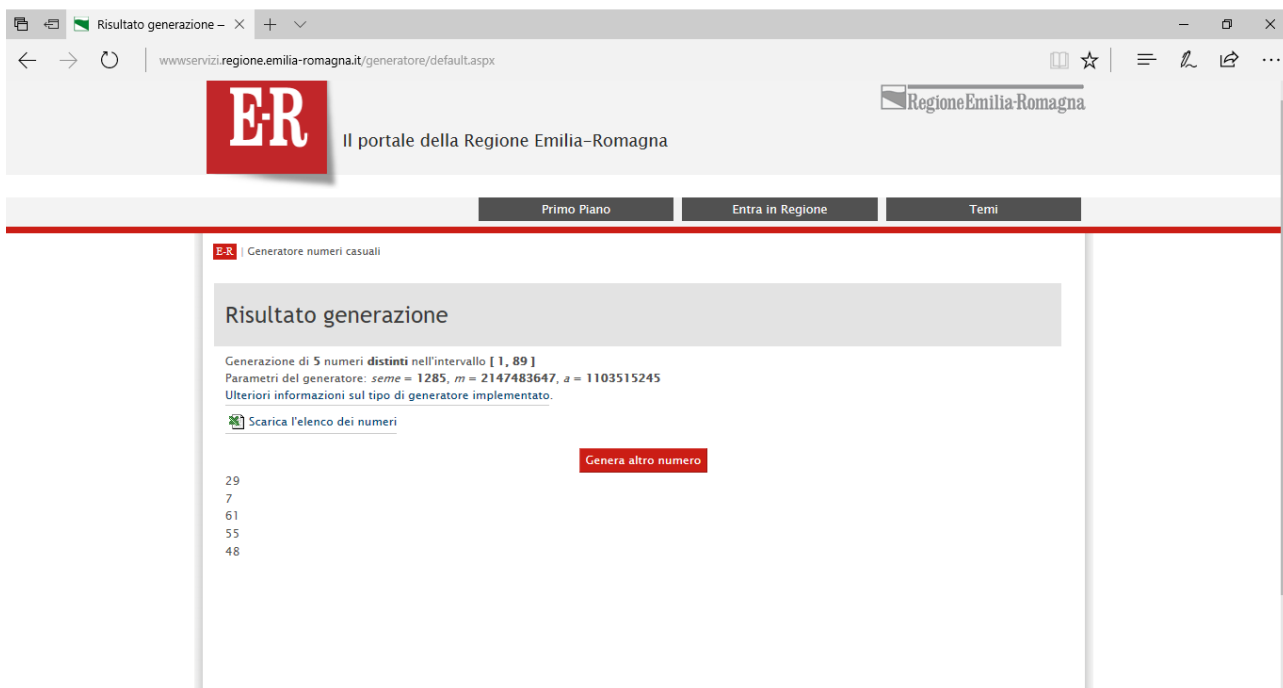 Risultato generazione –
wwwservizi.regione.emilia-romagna.it/generatore/default.aspx
E-R
RegioneEmilia-Romagna
Il portale della Regione Emilia-Romagna
Primo Piano Entra in Regione Temi
E-R | Generatore numeri casuali
Risultato generazione
Generazione di 5 numeri distinti nell'intervallo [ 1, 89 ]
Parametri del generatore: seme = 1285, m = 2147483647, a = 1103515245
Ulteriori informazioni sul tipo di generatore implementato.
Scarica l'elenco dei numeri
Genera altro numero
29
7
61
55
48